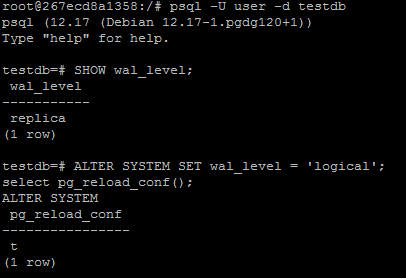 root@267ecd8a1358:/# psql -U user -d testdb
psql (12.17 (Debian 12.17-1.pgdg120+1))
Type "help" for help.
testdb=# SHOW wal_level;
wal_level
-----------
replica
(1 row)
testdb=# ALTER SYSTEM SET wal_level = 'logical';
select pg_reload_conf();
ALTER SYSTEM
pg_reload_conf
----------------
t
(1 row)